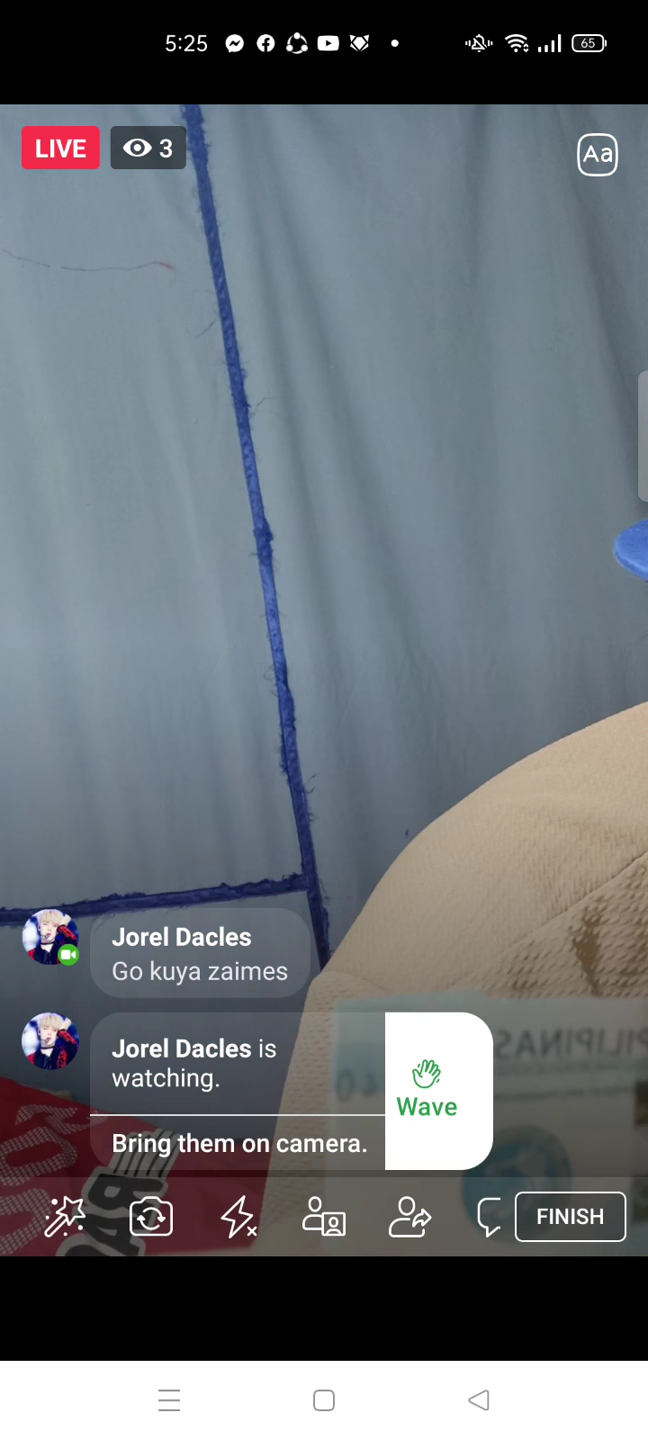 5:25
65
LIVE
3
Aa
Jorel Dacles
Go kuya zaimes
Jorel Dacles is
watching.
Wave
Bring them on camera.
PILIPINAS
FINISH